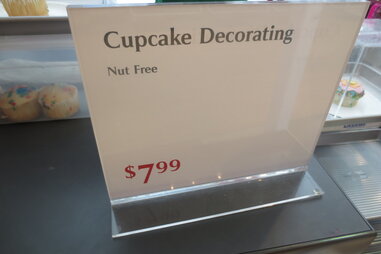 Cupcake Decorating
Nut Free
$7.99